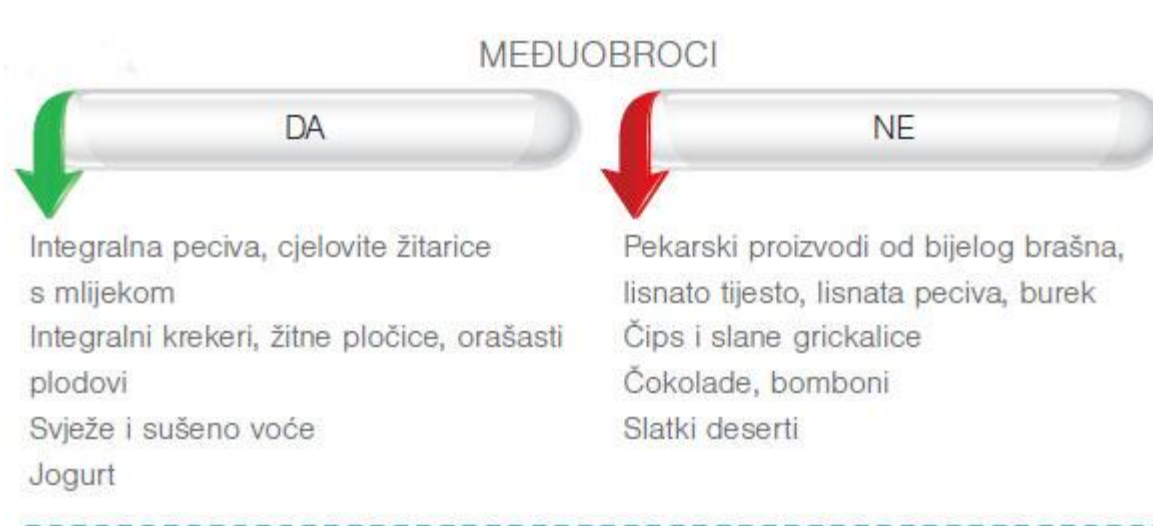 MEĐUOBROCI
DA
Integralna peciva, cjelovite žitarice
s mlijekom
Integralni krekeri, žitne pločice, orašasti
plodovi
Svježe i sušeno voće
Jogurt
NE
Pekarski proizvodi od bijelog brašna,
lisnato tijesto, lisnata peciva, burek
Čips i slane grickalice
Čokolade, bomboni
Slatki deserti